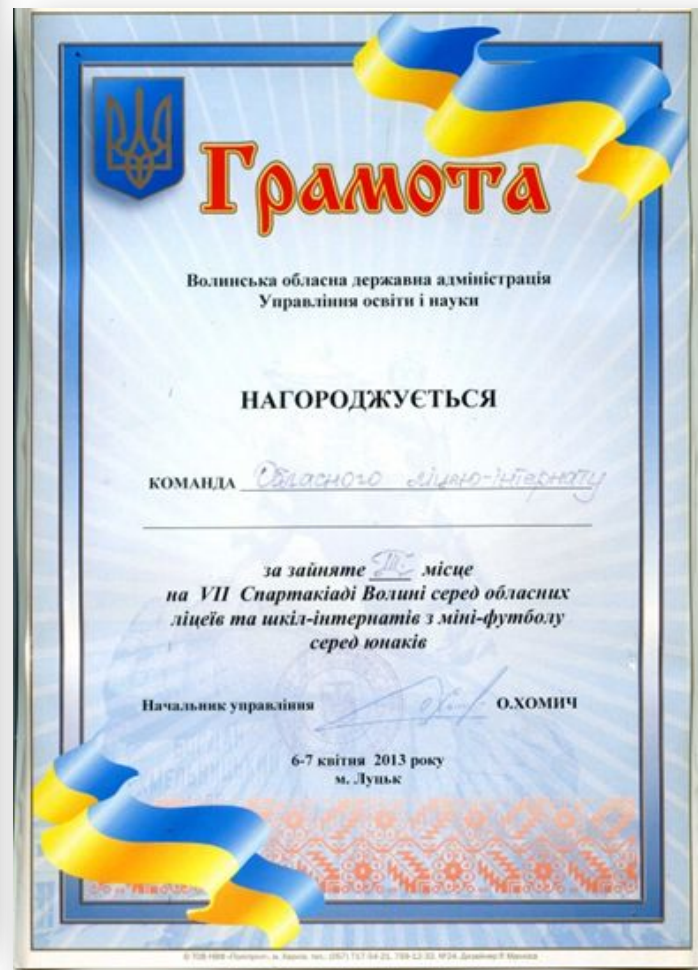 Грамота
Волинська обласна державна адміністрація
Управління освіти і науки
НАГОРОДЖУЄТЬСЯ
КОМАНДА Обласного ліцею-інтернату
за зайняте III місце
на VII Спартакіаді Волині серед обласних
ліцеїв та шкіл-інтернатів з міні-футболу
серед юнаків
Начальник управління О.ХОМИЧ
6-7 квітня 2013 року
м. Луцьк